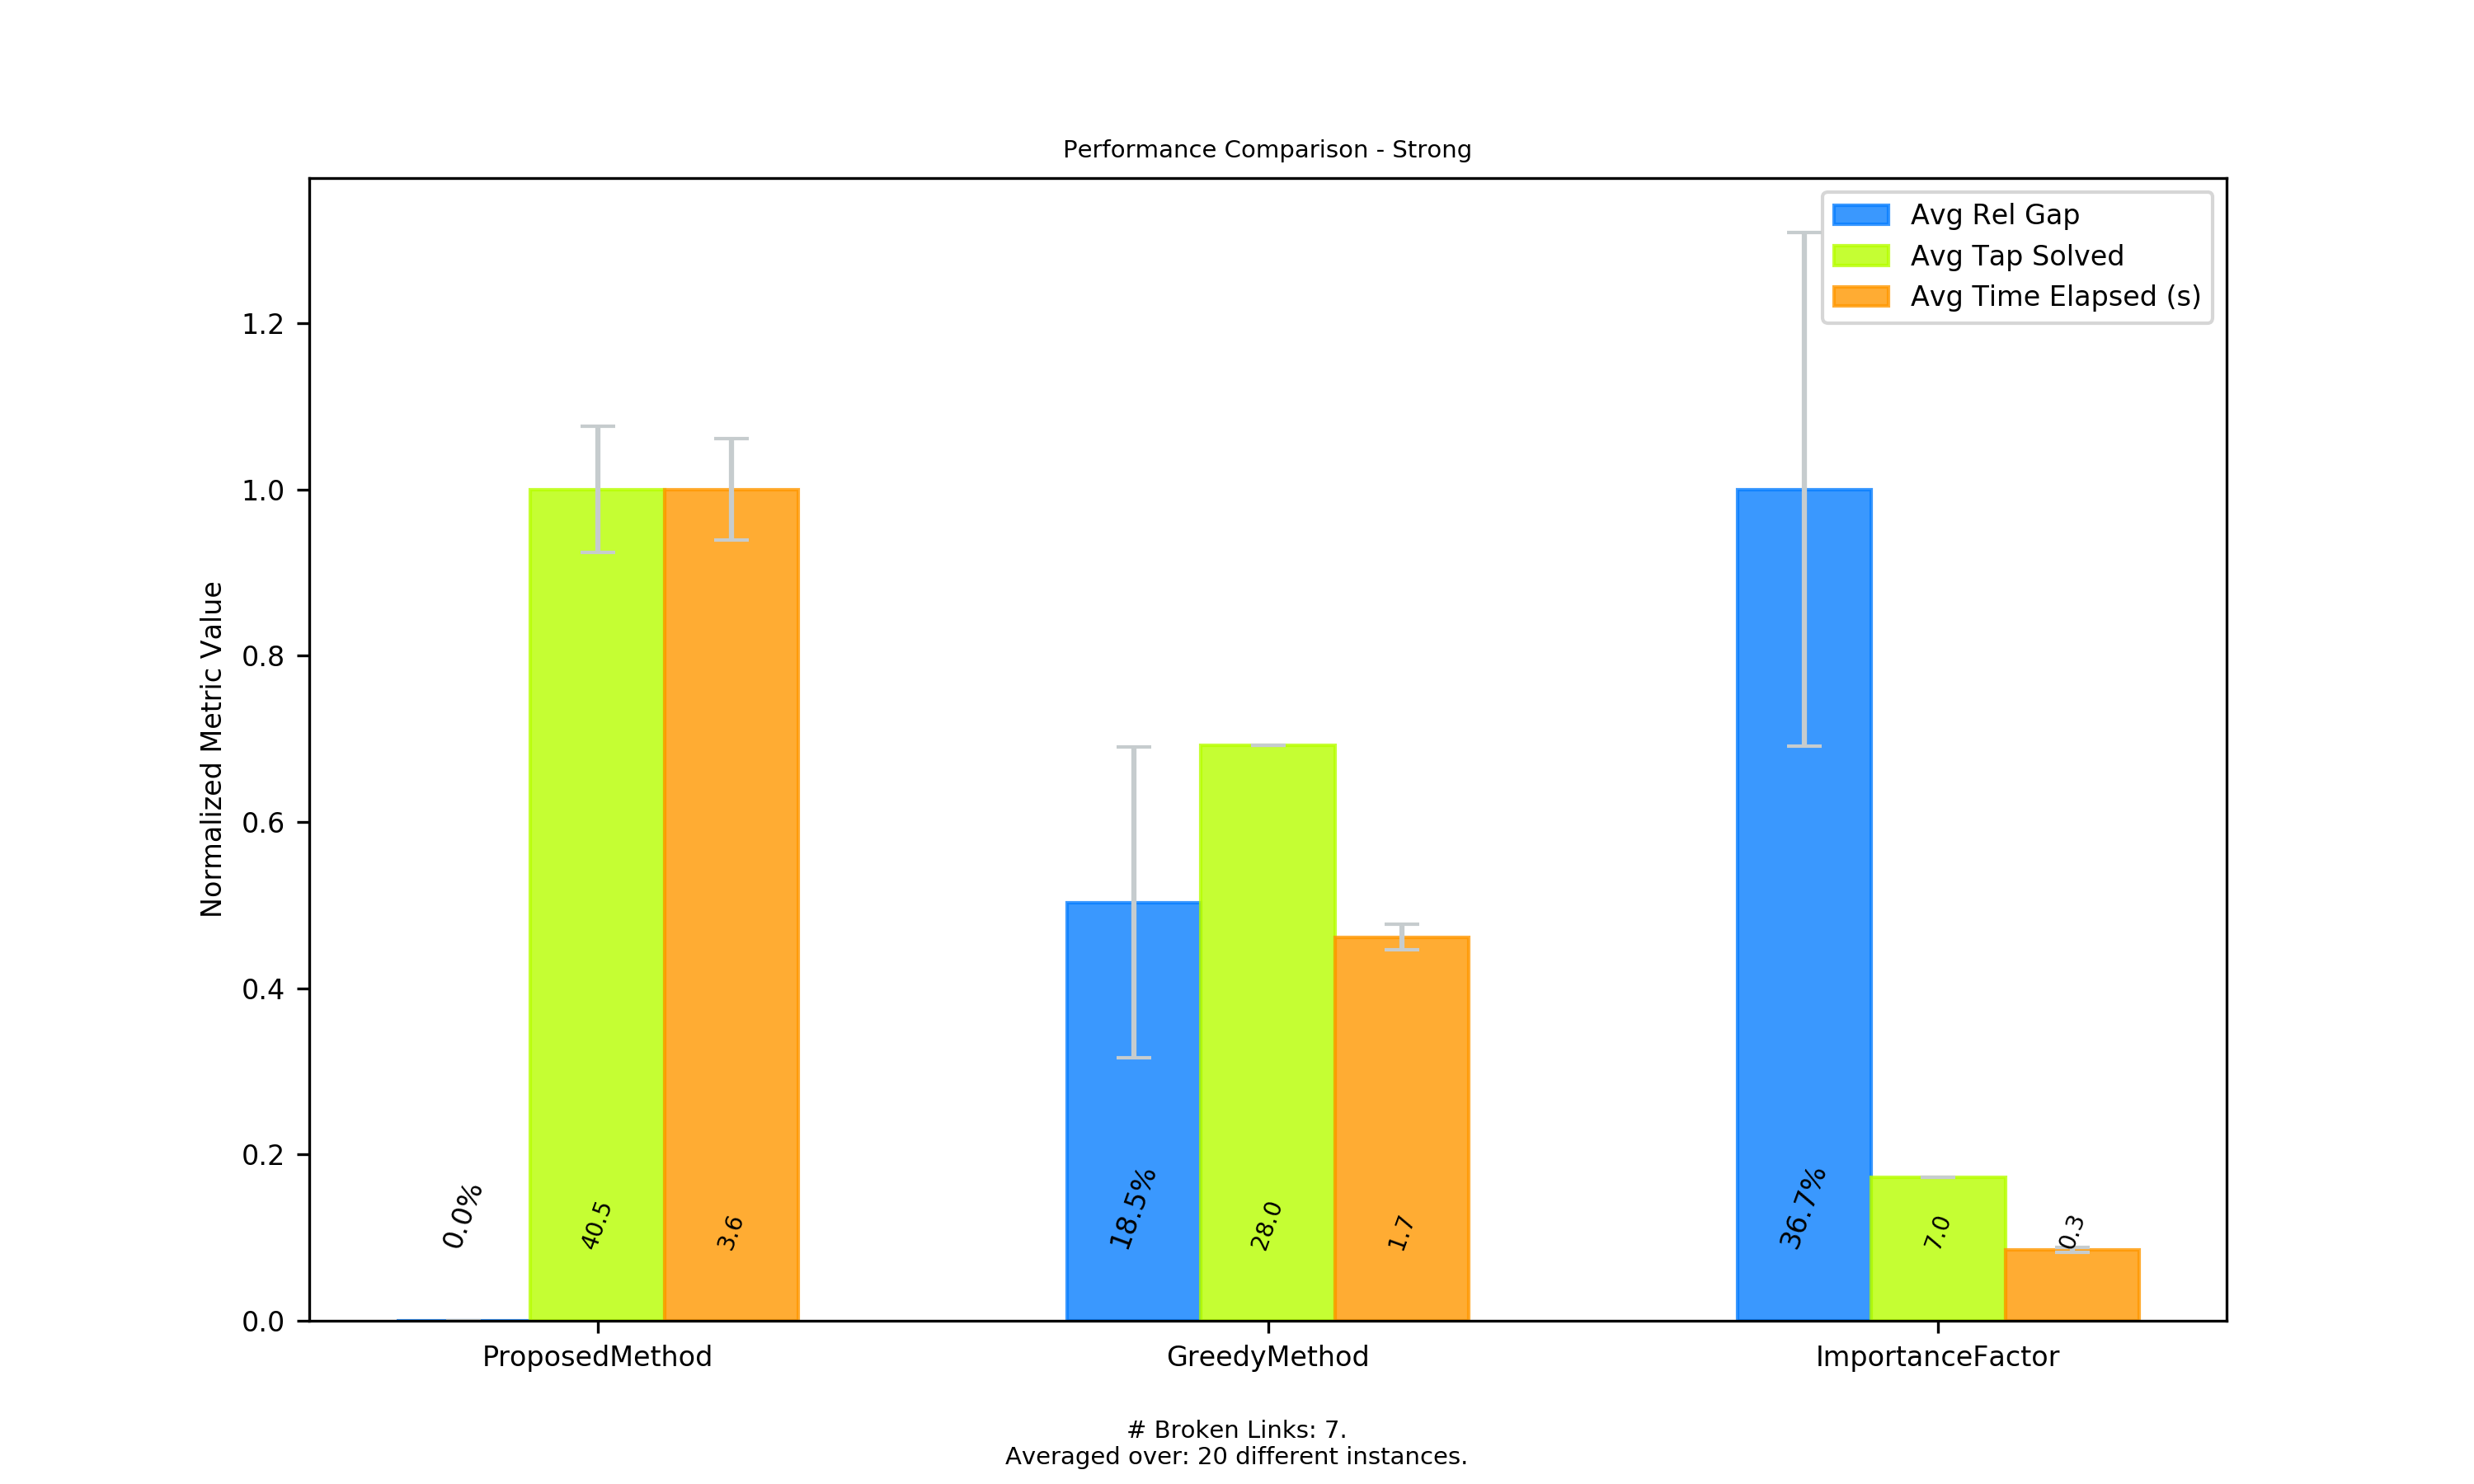 Performance Comparison - Strong
Avg Rel Gap
Avg Tap Solved
Avg Time Elapsed (s)
Normalized Metric Value
1.2
1.0
0.8
0.6
0.4
0.2
0.0
0.0%
40.5
3.6
18.5%
28.0
1.7
36.7%
7.0
0.3
ProposedMethod
GreedyMethod
ImportanceFactor
# Broken Links: 7.
Averaged over: 20 different instances.